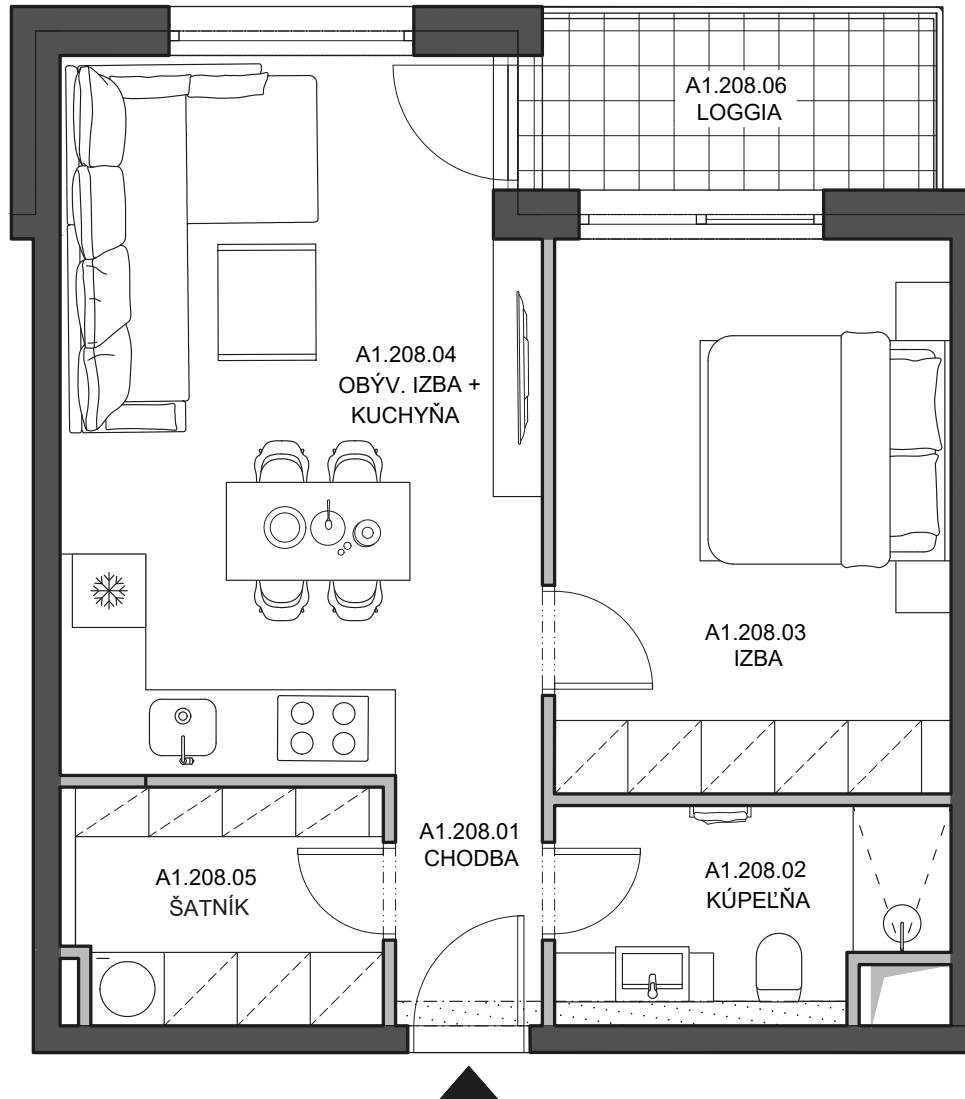 A1.208.06
LOGGIA
A1.208.04
OBÝV. IZBA +
KUCHYŇA
A1.208.03
IZBA
A1.208.01
CHODBA
A1.208.05
ŠATNÍK
A1.208.02
KÚPEĽŇA